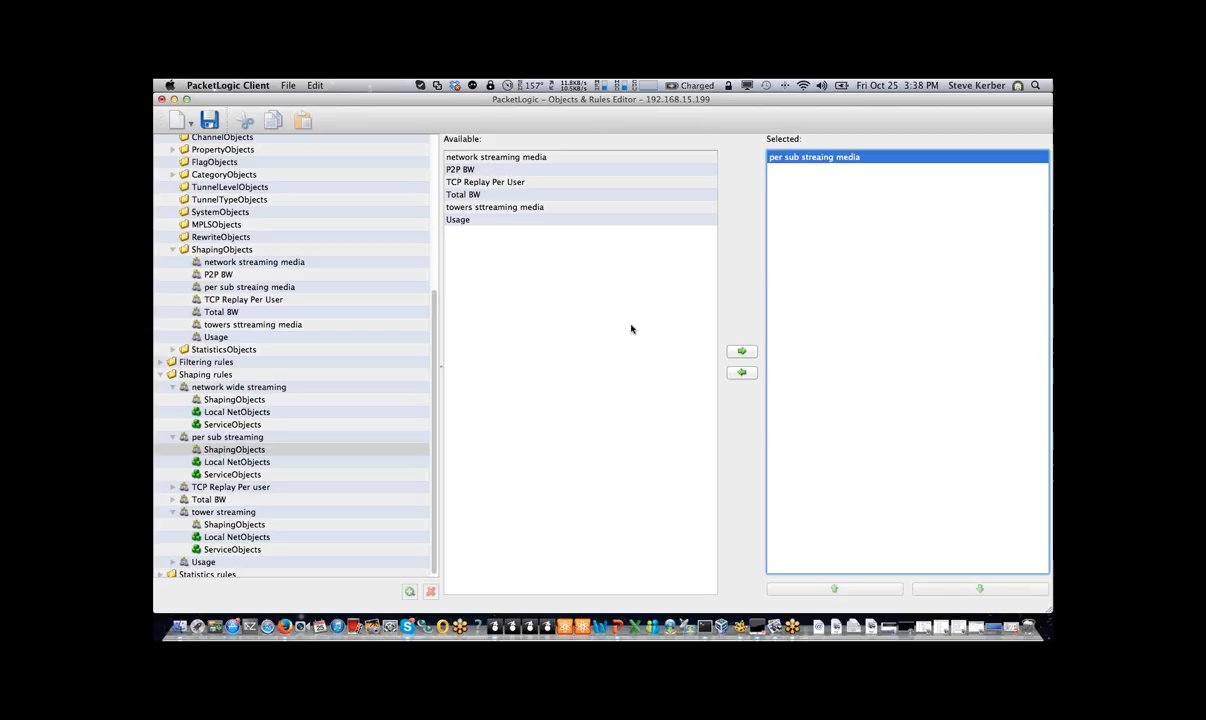 PacketLogic Client File Edit 157° 11.8KB/s 10.5KB/s Charged Fri Oct 25 3:38 PM Steve Kerber
PacketLogic – Objects & Rules Editor – 192.168.15.199
ChannelObjects
PropertyObjects
FlagObjects
CategoryObjects
TunnelLevelObjects
TunnelTypeObjects
SystemObjects
MPLSObjects
RewriteObjects
ShapingObjects
network streaming media
P2P BW
per sub streaing media
TCP Replay Per User
Total BW
towers sttreaming media
Usage
StatisticsObjects
Filtering rules
Shaping rules
network wide streaming
ShapingObjects
Local NetObjects
ServiceObjects
per sub streaming
ShapingObjects
Local NetObjects
ServiceObjects
TCP Replay Per user
Total BW
tower streaming
ShapingObjects
Local NetObjects
ServiceObjects
Usage
Statistics rules
Available:
network streaming media
P2P BW
TCP Replay Per User
Total BW
towers sttreaming media
Usage
Selected:
per sub streaing media